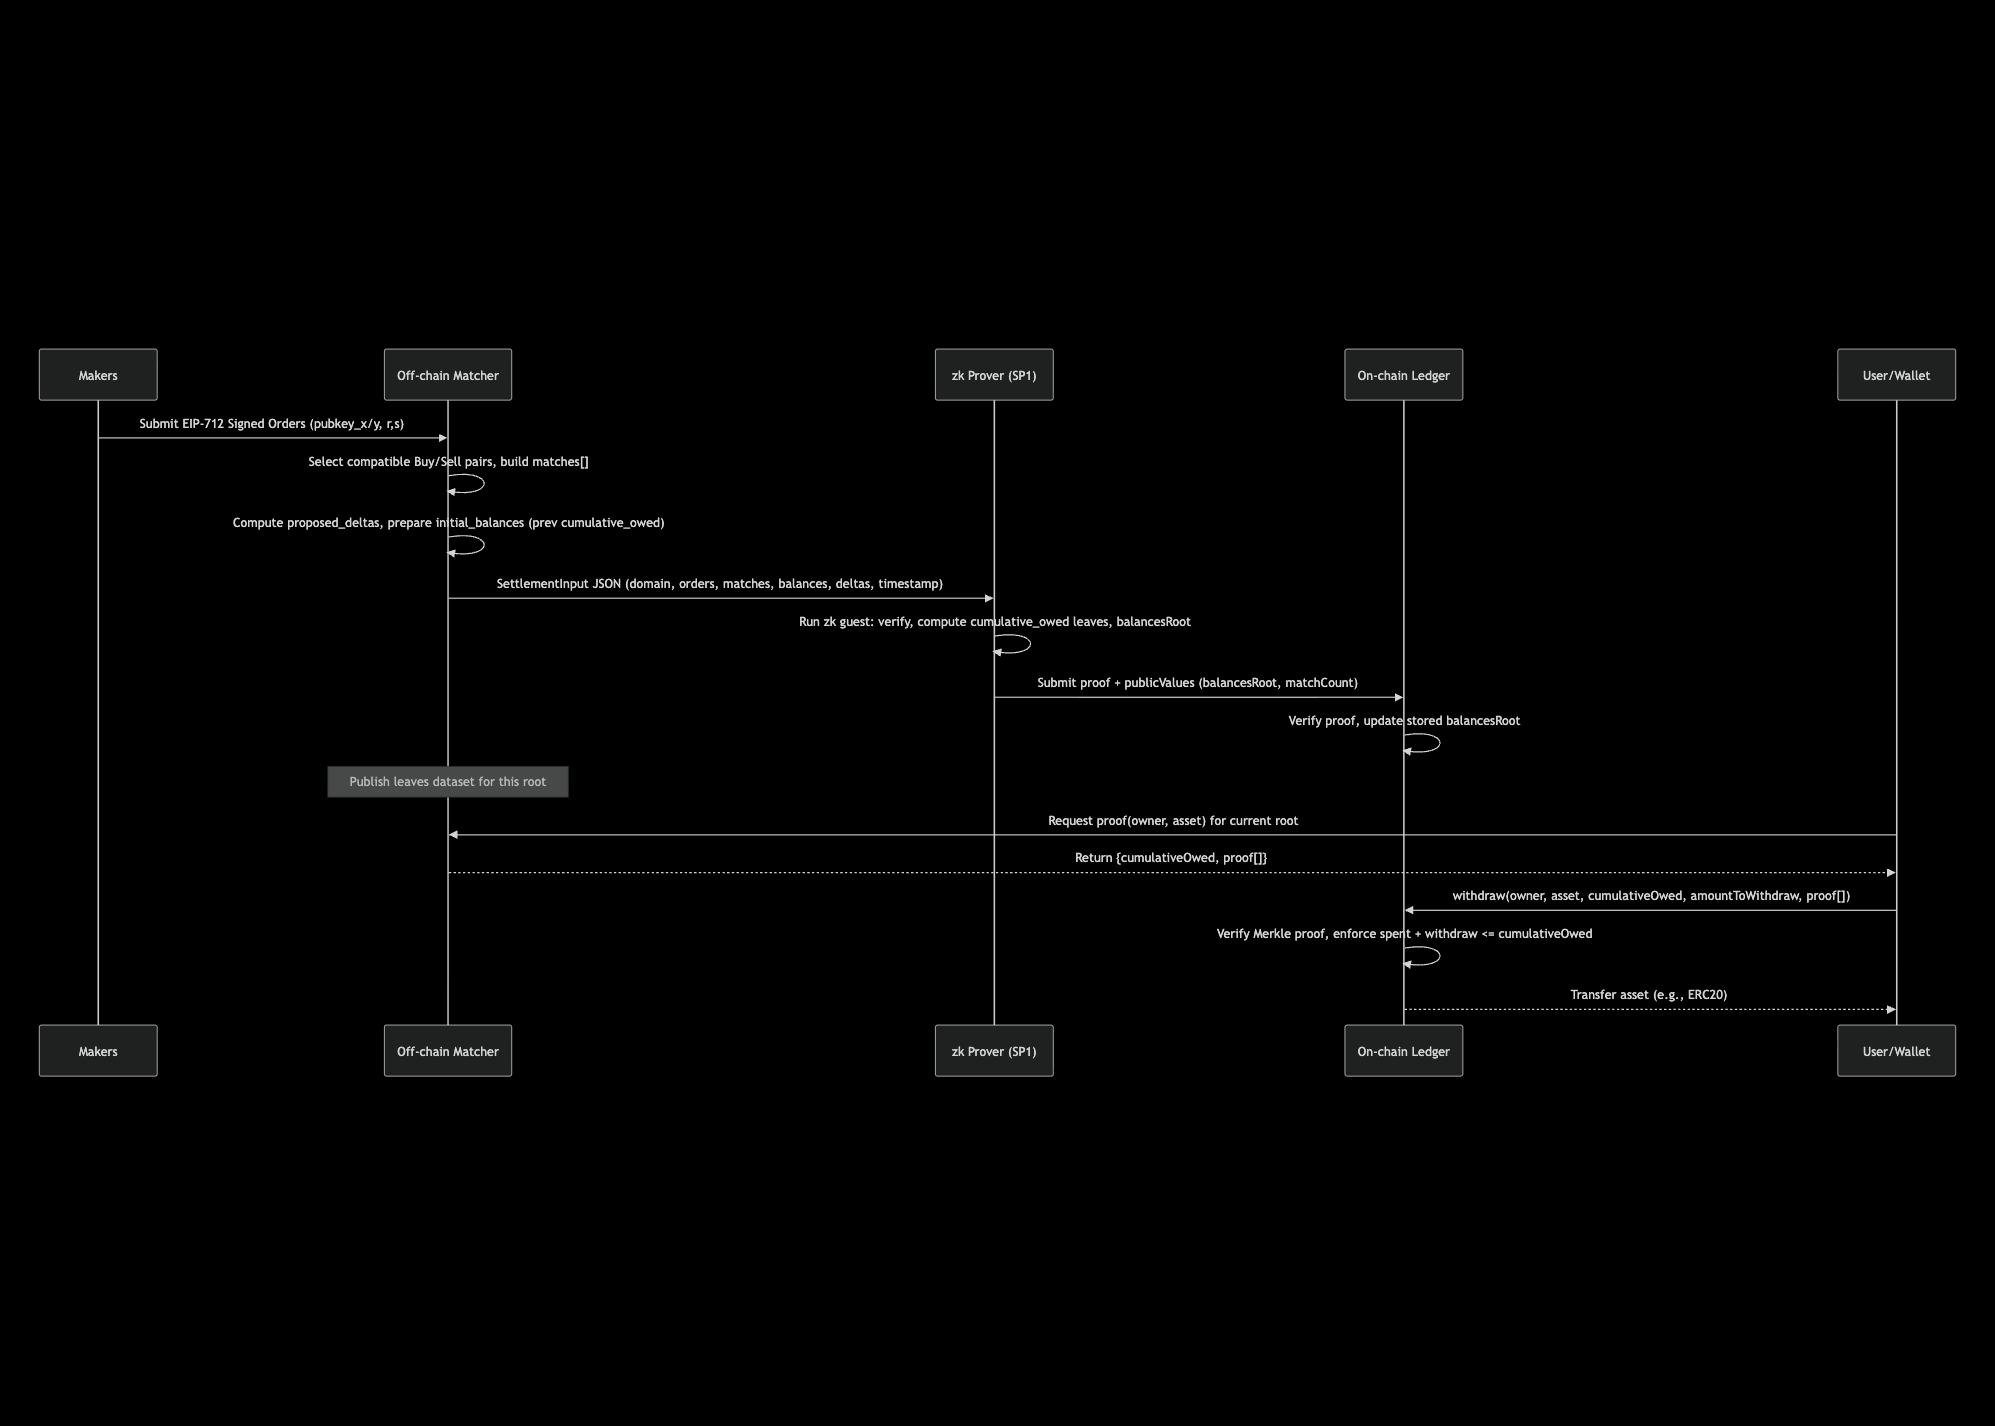 Makers
Off-chain Matcher
zk Prover (SP1)
On-chain Ledger
User/Wallet
Submit EIP-712 Signed Orders (pubkey_x/y, r,s)
Select compatible Buy/Sell pairs, build matches[]
Compute proposed_deltas, prepare initial_balances (prev cumulative_owed)
SettlementInput JSON (domain, orders, matches, balances, deltas, timestamp)
Run zk guest: verify, compute cumulative_owed leaves, balancesRoot
Submit proof + publicValues (balancesRoot, matchCount)
Verify proof, update stored balancesRoot
Publish leaves dataset for this root
Request proof(owner, asset) for current root
Return {cumulativeOwed, proof[]}
withdraw(owner, asset, cumulativeOwed, amountToWithdraw, proof[])
Verify Merkle proof, enforce spent + withdraw <= cumulativeOwed
Transfer asset (e.g., ERC20)
Makers
Off-chain Matcher
zk Prover (SP1)
On-chain Ledger
User/Wallet